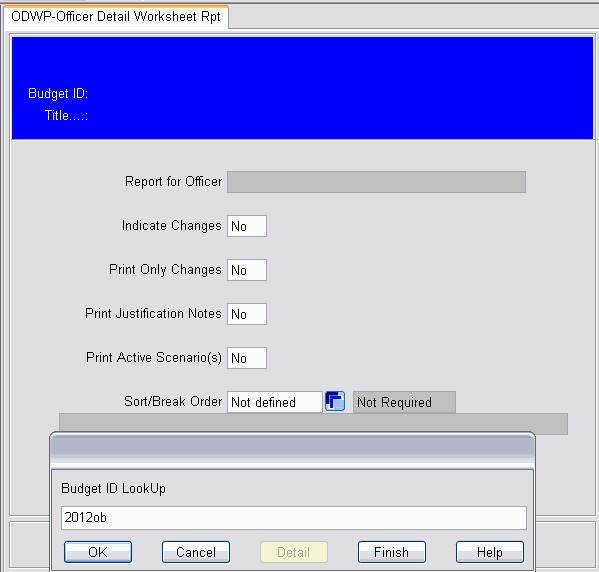 ODWP-Officer Detail Worksheet Rpt
Budget ID:
Title....:
Report for Officer
Indicate Changes No
Print Only Changes No
Print Justification Notes No
Print Active Scenario(s) No
Sort/Break Order Not defined Not Required
Budget ID LookUp
2012ob
OK Cancel Detail Finish Help